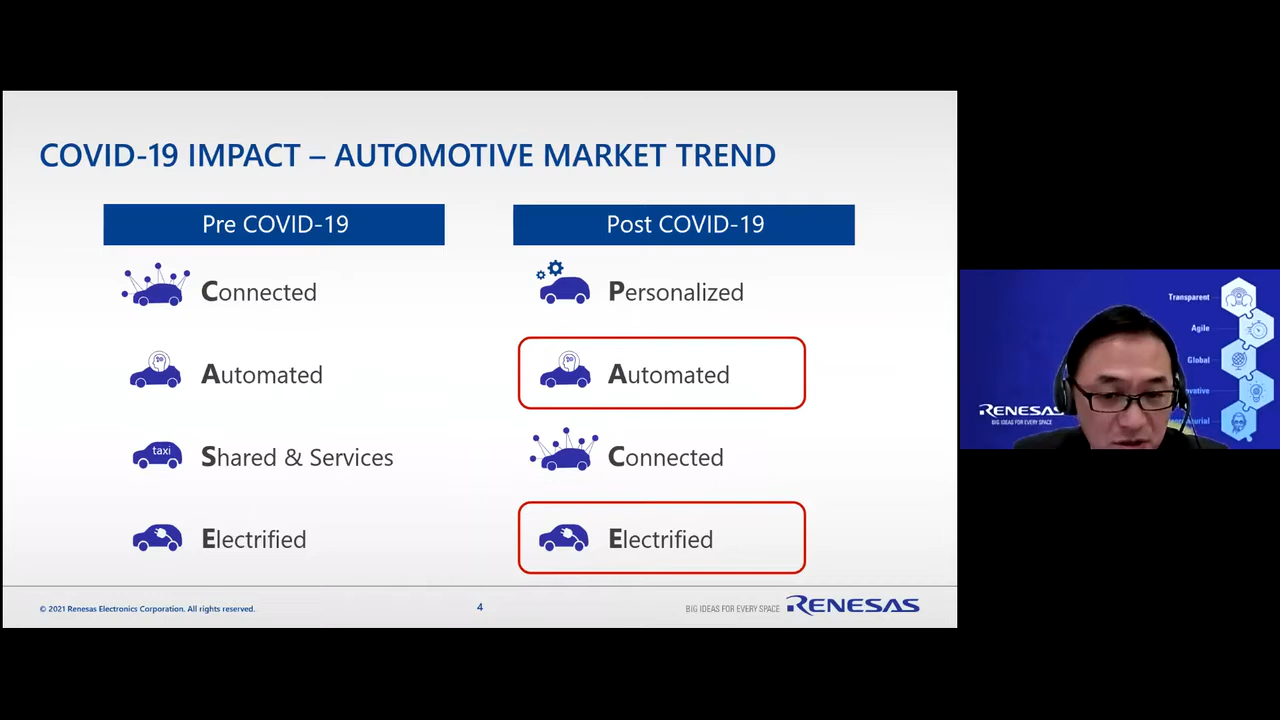 COVID-19 IMPACT – AUTOMOTIVE MARKET TREND
Pre COVID-19
Connected
Automated
taxi
Shared & Services
Electrified
Post COVID-19
Personalized
Automated
Connected
Electrified
© 2021 Renesas Electronics Corporation. All rights reserved.
4
BIG IDEAS FOR EVERY SPACE RENESAS
Transparent
Agile
Global
RENESAS
BIG IDEAS FOR EVERY SPACE